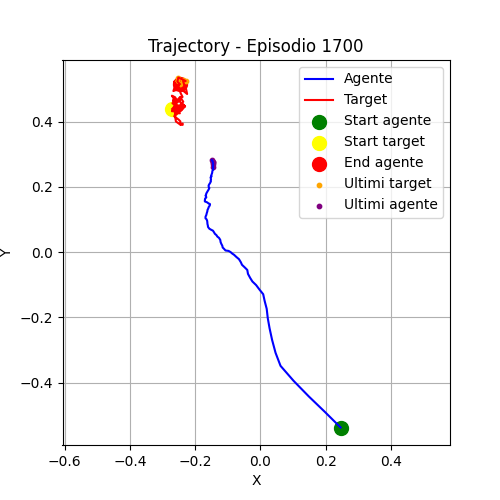 Trajectory - Episodio 1700
Agente
Target
Start agente
Start target
End agente
Ultimi target
Ultimi agente
Y
0.4
0.2
0.0
−0.2
−0.4
−0.6
−0.4
−0.2
0.0
0.2
0.4
X